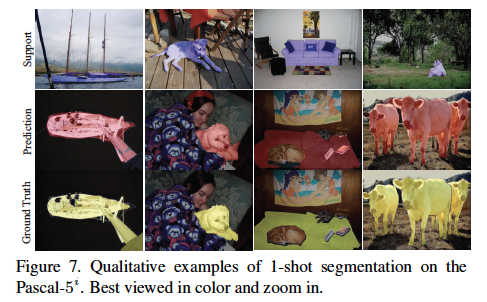 Support
Prediction
Ground Truth
Figure 7. Qualitative examples of 1-shot segmentation on the
Pascal-5ⁱ. Best viewed in color and zoom in.